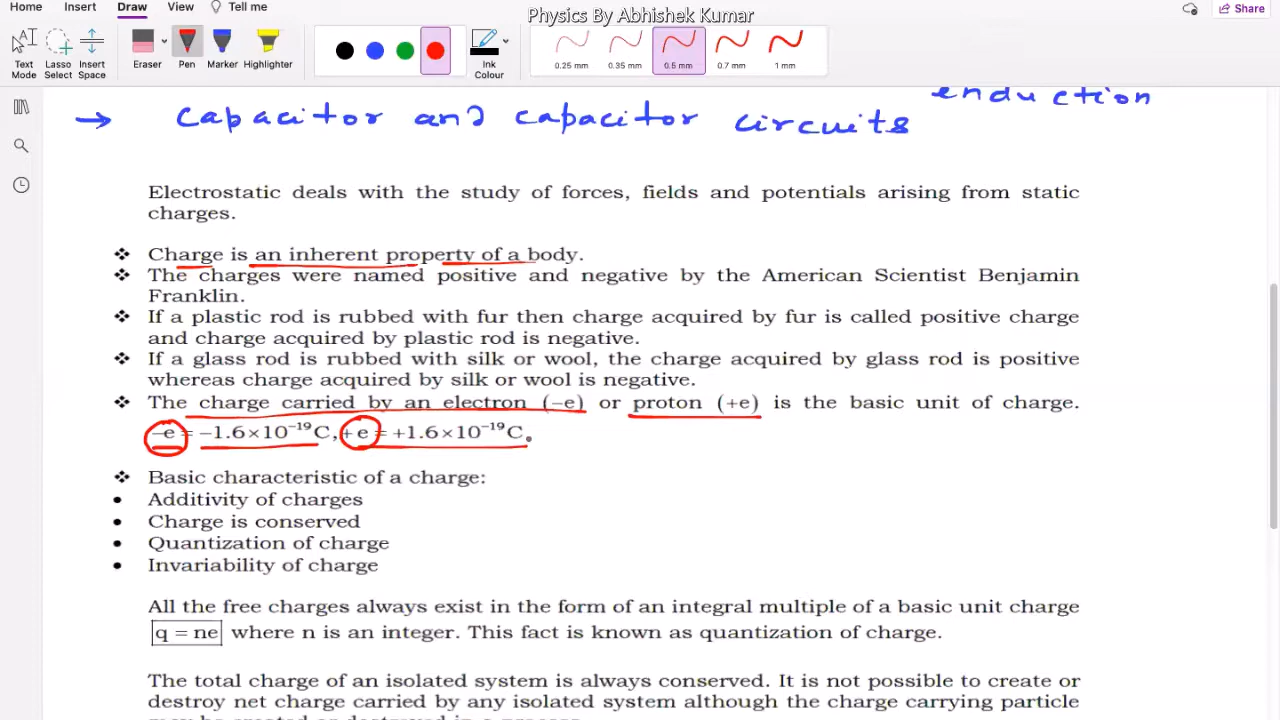 Home Insert Draw View Tell me
Physics By Abhishek Kumar
Share
Text Mode
Lasso Select
Insert Space
Eraser
Pen
Marker
Highlighter
Ink Colour
0.25 mm
0.35 mm
0.5 mm
0.7 mm
1 mm
enduction
→ capacitor and capacitor circuits
Electrostatic deals with the study of forces, fields and potentials arising from static
charges.
❖ Charge is an inherent property of a body.
❖ The charges were named positive and negative by the American Scientist Benjamin
Franklin.
❖ If a plastic rod is rubbed with fur then charge acquired by fur is called positive charge
and charge acquired by plastic rod is negative.
❖ If a glass rod is rubbed with silk or wool, the charge acquired by glass rod is positive
whereas charge acquired by silk or wool is negative.
❖ The charge carried by an electron (−e) or proton (+e) is the basic unit of charge.
−e = −1.6×10⁻¹⁹C, + e = +1.6×10⁻¹⁹C.
❖ Basic characteristic of a charge:
• Additivity of charges
• Charge is conserved
• Quantization of charge
• Invariability of charge
All the free charges always exist in the form of an integral multiple of a basic unit charge
q = ne where n is an integer. This fact is known as quantization of charge.
The total charge of an isolated system is always conserved. It is not possible to create or
destroy net charge carried by any isolated system although the charge carrying particle
may be created or destroyed in a process.